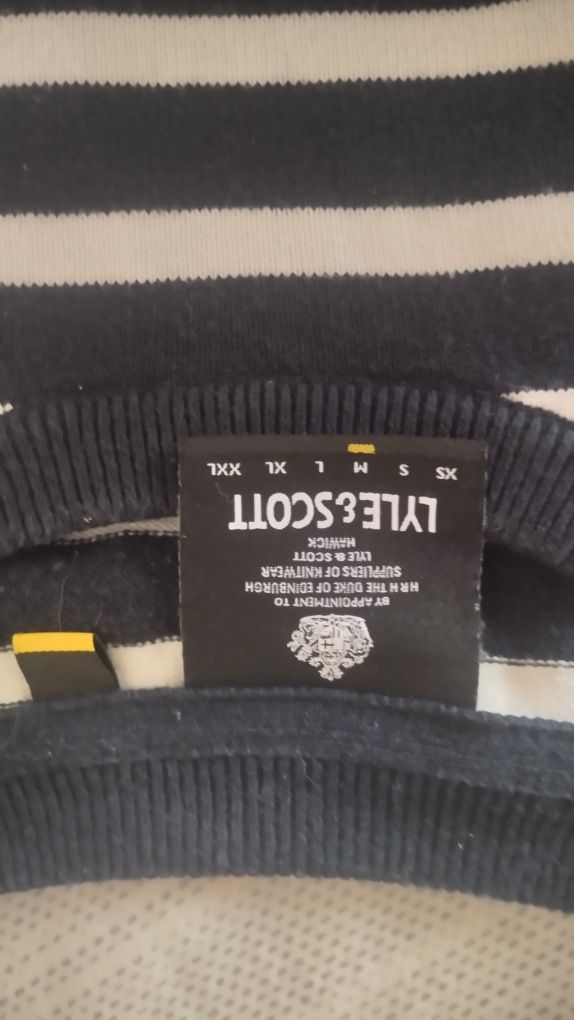 BY APPOINTMENT TO
H R H THE DUKE OF EDINBURGH
SUPPLIERS OF KNITWEAR
LYLE & SCOTT
HAWICK
LYLE & SCOTT
XS S M L XL XXL